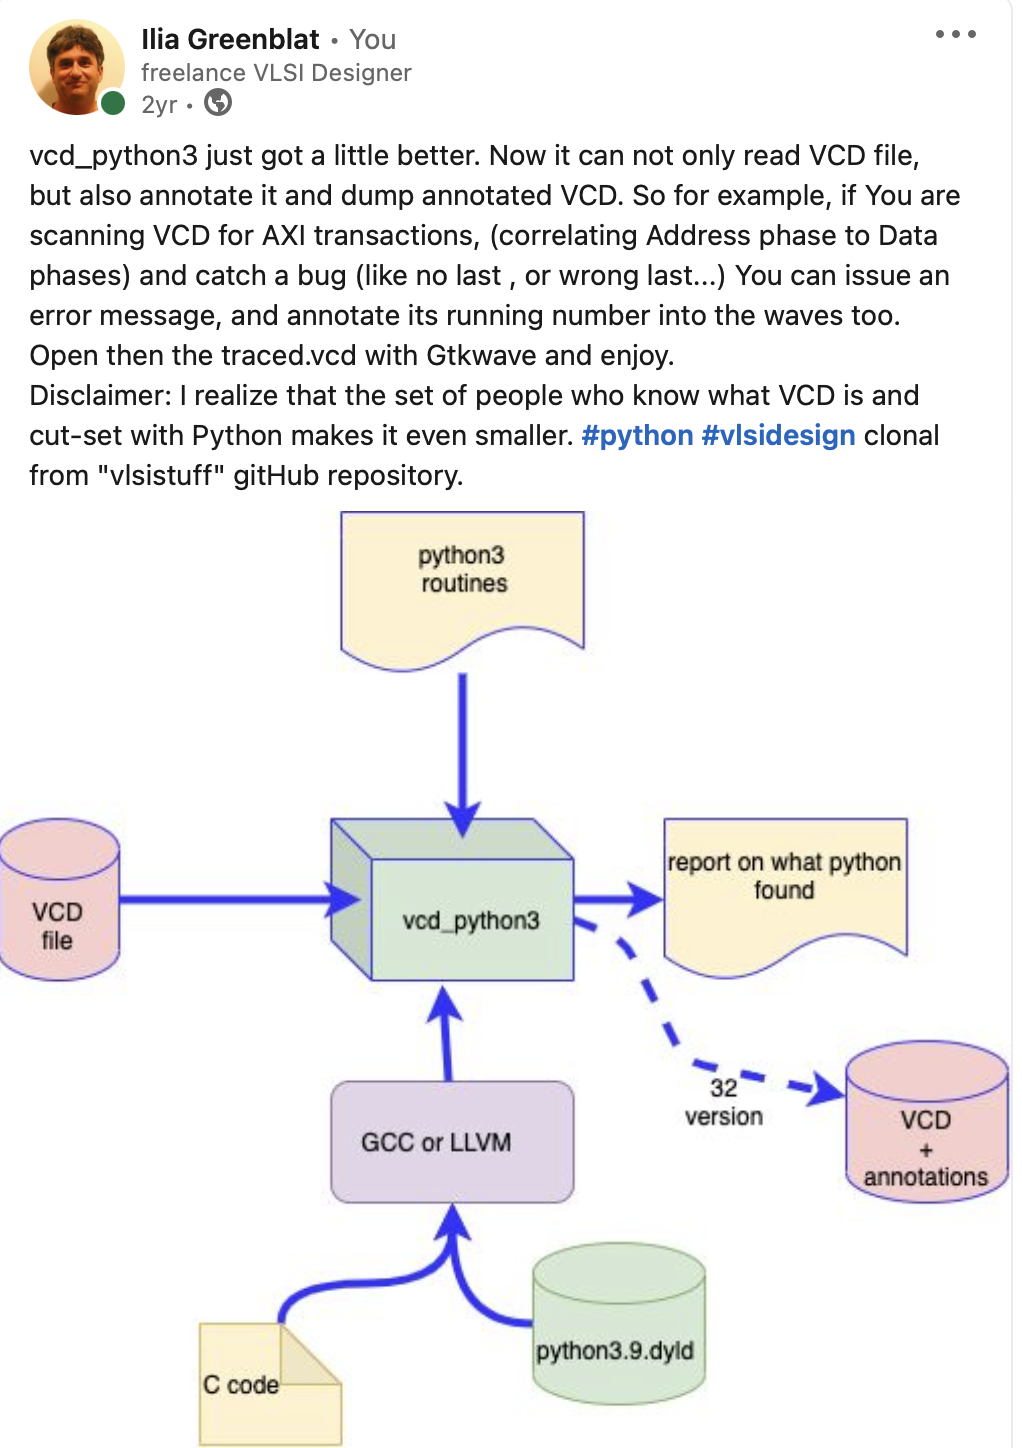 Ilia Greenblat • You
freelance VLSI Designer
2yr •
vcd_python3 just got a little better. Now it can not only read VCD file,
but also annotate it and dump annotated VCD. So for example, if You are
scanning VCD for AXI transactions, (correlating Address phase to Data
phases) and catch a bug (like no last , or wrong last...) You can issue an
error message, and annotate its running number into the waves too.
Open then the traced.vcd with Gtkwave and enjoy.
Disclaimer: I realize that the set of people who know what VCD is and
cut-set with Python makes it even smaller. #python #vlsidesign clonal
from "vlsistuff" gitHub repository.
python3
routines
VCD
file
vcd_python3
report on what python
found
32
version
VCD
+
annotations
GCC or LLVM
C code
python3.9.dyld